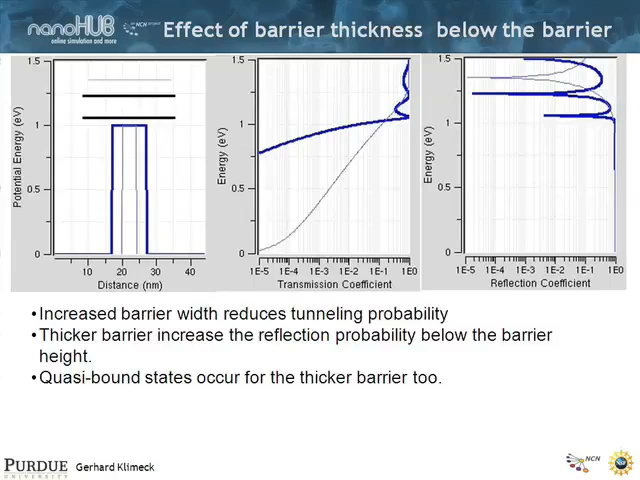 nanoHUB
online simulation and more
NCN
Effect of barrier thickness below the barrier
1.5
1
0.5
0
Potential Energy (eV)
10
20
30
40
Distance (nm)
1.5
1
0.5
0
Energy (eV)
1E-5
1E-4
1E-3
1E-2
1E-1
1E0
Transmission Coefficient
1.5
1
0.5
0
Energy (eV)
1E-5
1E-4
1E-3
1E-2
1E-1
1E0
Reflection Coefficient
•Increased barrier width reduces tunneling probability
•Thicker barrier increase the reflection probability below the barrier
height.
•Quasi-bound states occur for the thicker barrier too.
PURDUE
UNIVERSITY
Gerhard Klimeck
NCN
NSF